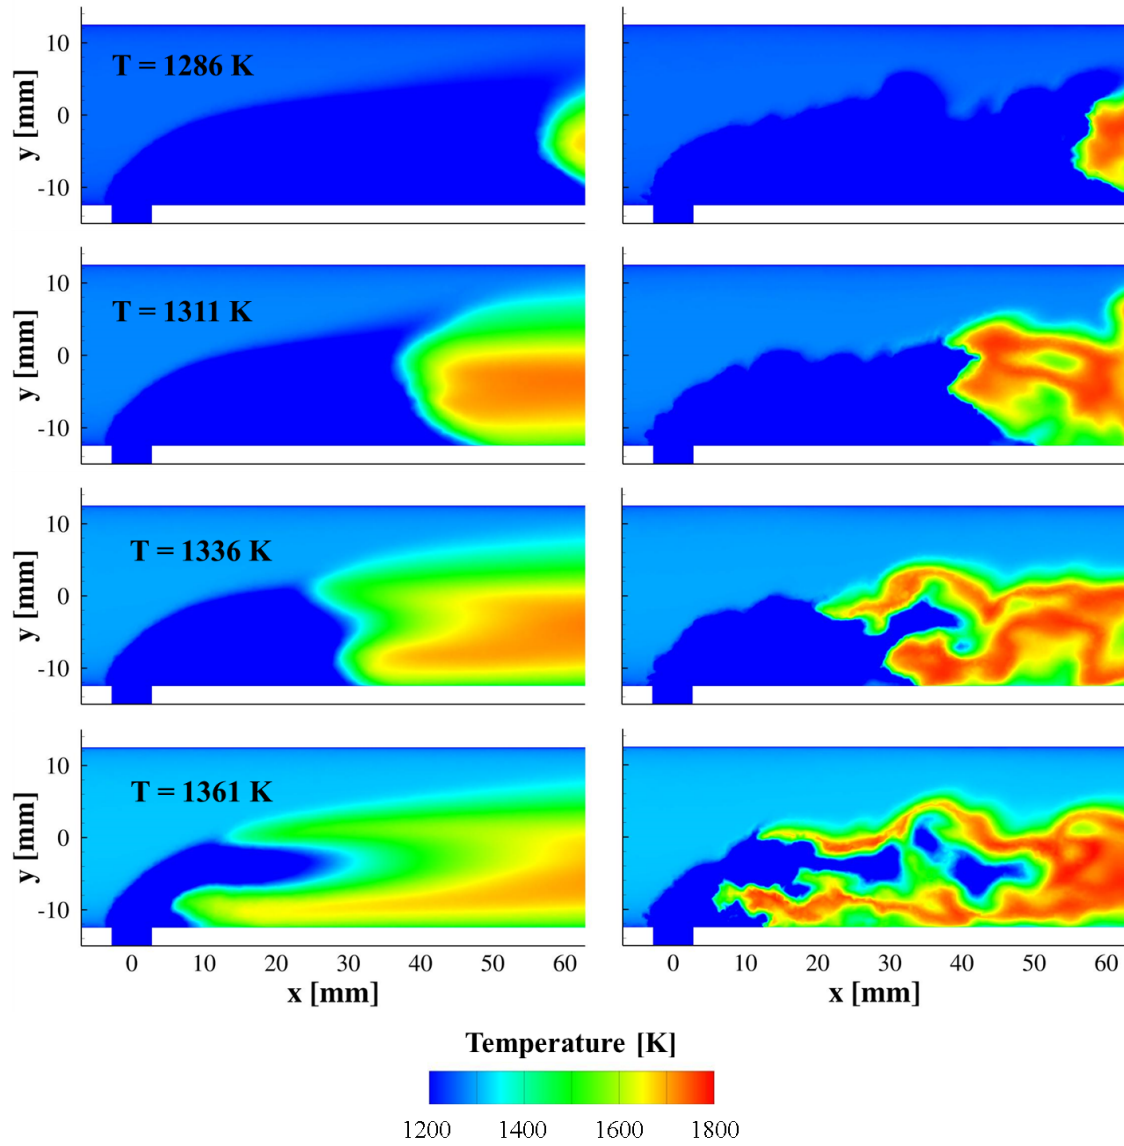 10
T = 1286 K
0
y [mm]
-10
10
T = 1311 K
0
y [mm]
-10
10
T = 1336 K
0
y [mm]
-10
10
T = 1361 K
0
y [mm]
-10
0 10 20 30 40 50 60 0 10 20 30 40 50 60
x [mm] x [mm]
Temperature [K]
1200 1400 1600 1800